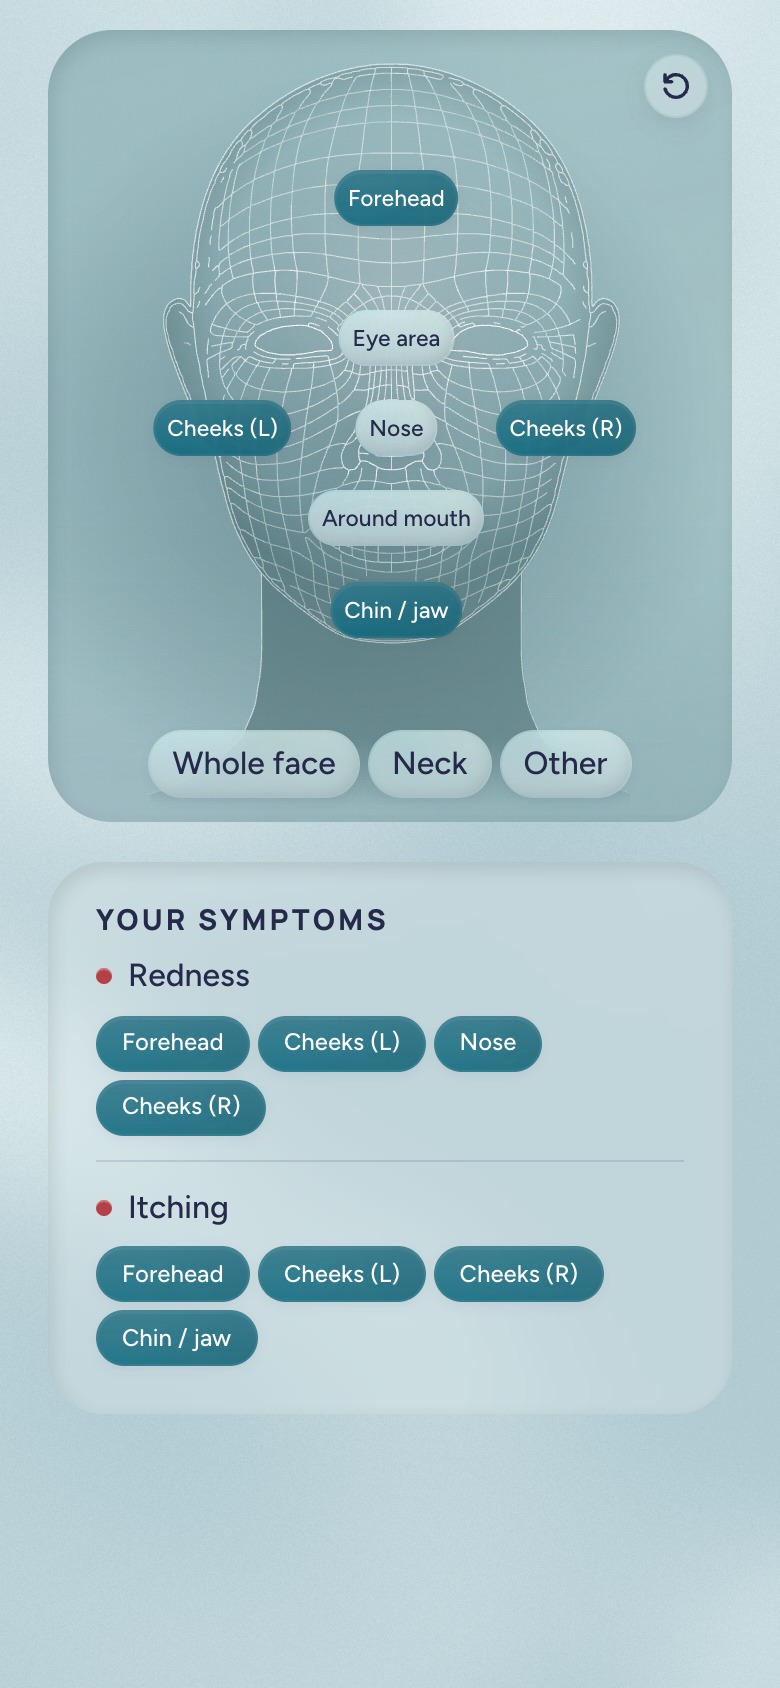 Forehead
Eye area
Cheeks (L) Nose Cheeks (R)
Around mouth
Chin / jaw
Whole face Neck Other
YOUR SYMPTOMS
Redness
Forehead Cheeks (L) Nose
Cheeks (R)
Itching
Forehead Cheeks (L) Cheeks (R)
Chin / jaw